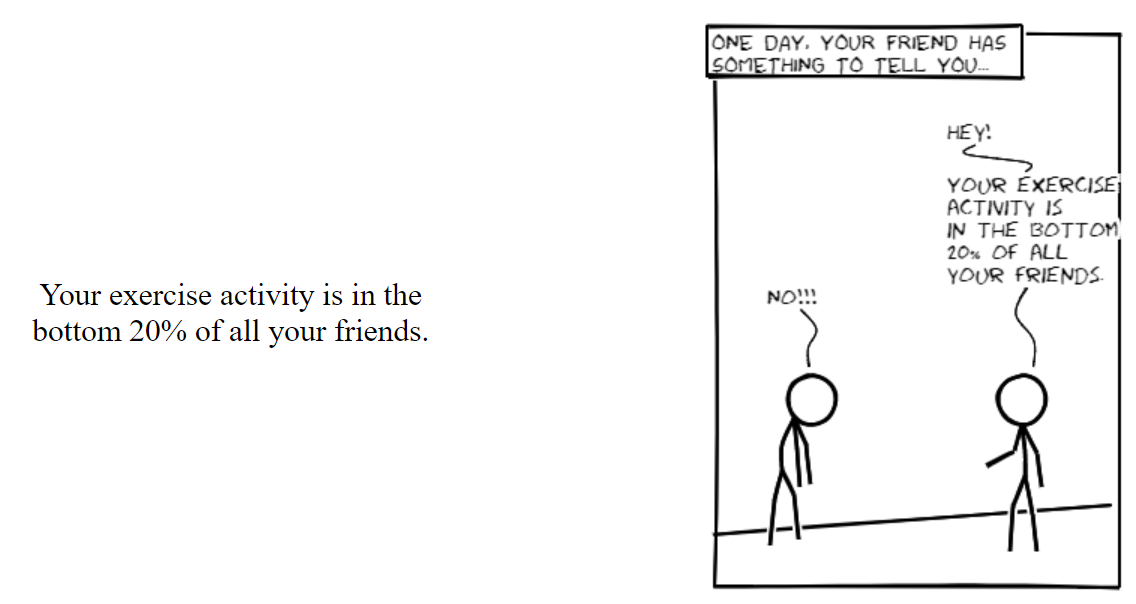 Your exercise activity is in the
bottom 20% of all your friends.
ONE DAY, YOUR FRIEND HAS
SOMETHING TO TELL YOU...
HEY!
YOUR EXERCISE
ACTIVITY IS
IN THE BOTTOM
20% OF ALL
YOUR FRIENDS.
NO!!!